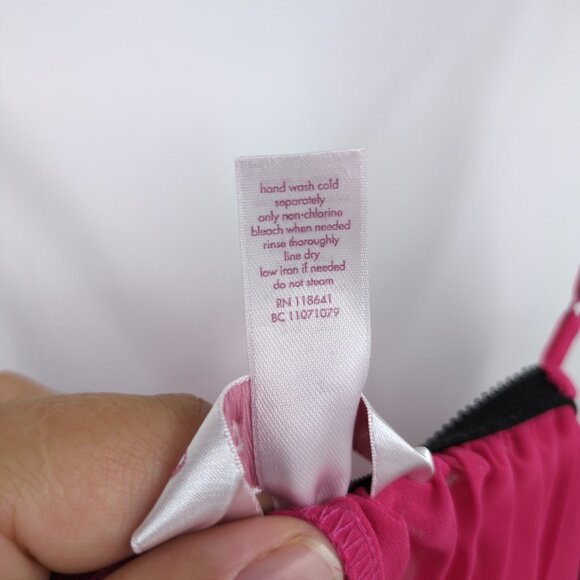 hand wash cold
separately
only non-chlorine
bleach when needed
rinse thoroughly
line dry
low iron if needed
do not steam
RN 118641
BC 11071079